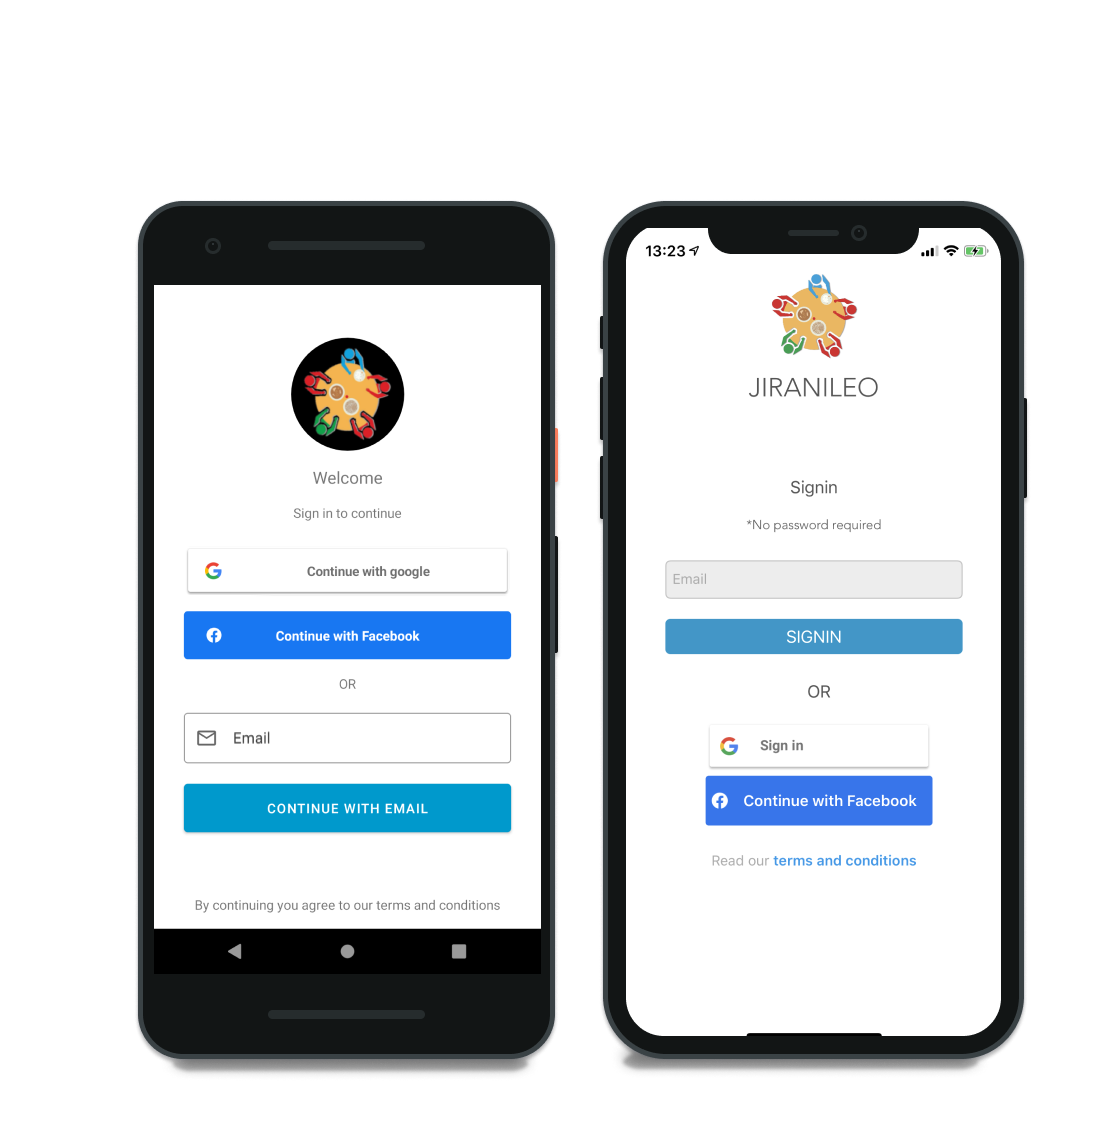 Welcome
Sign in to continue
Continue with google
Continue with Facebook
OR
Email
CONTINUE WITH EMAIL
By continuing you agree to our terms and conditions
13:23
JIRANILEO
Signin
*No password required
Email
SIGNIN
OR
Sign in
Continue with Facebook
Read our terms and conditions